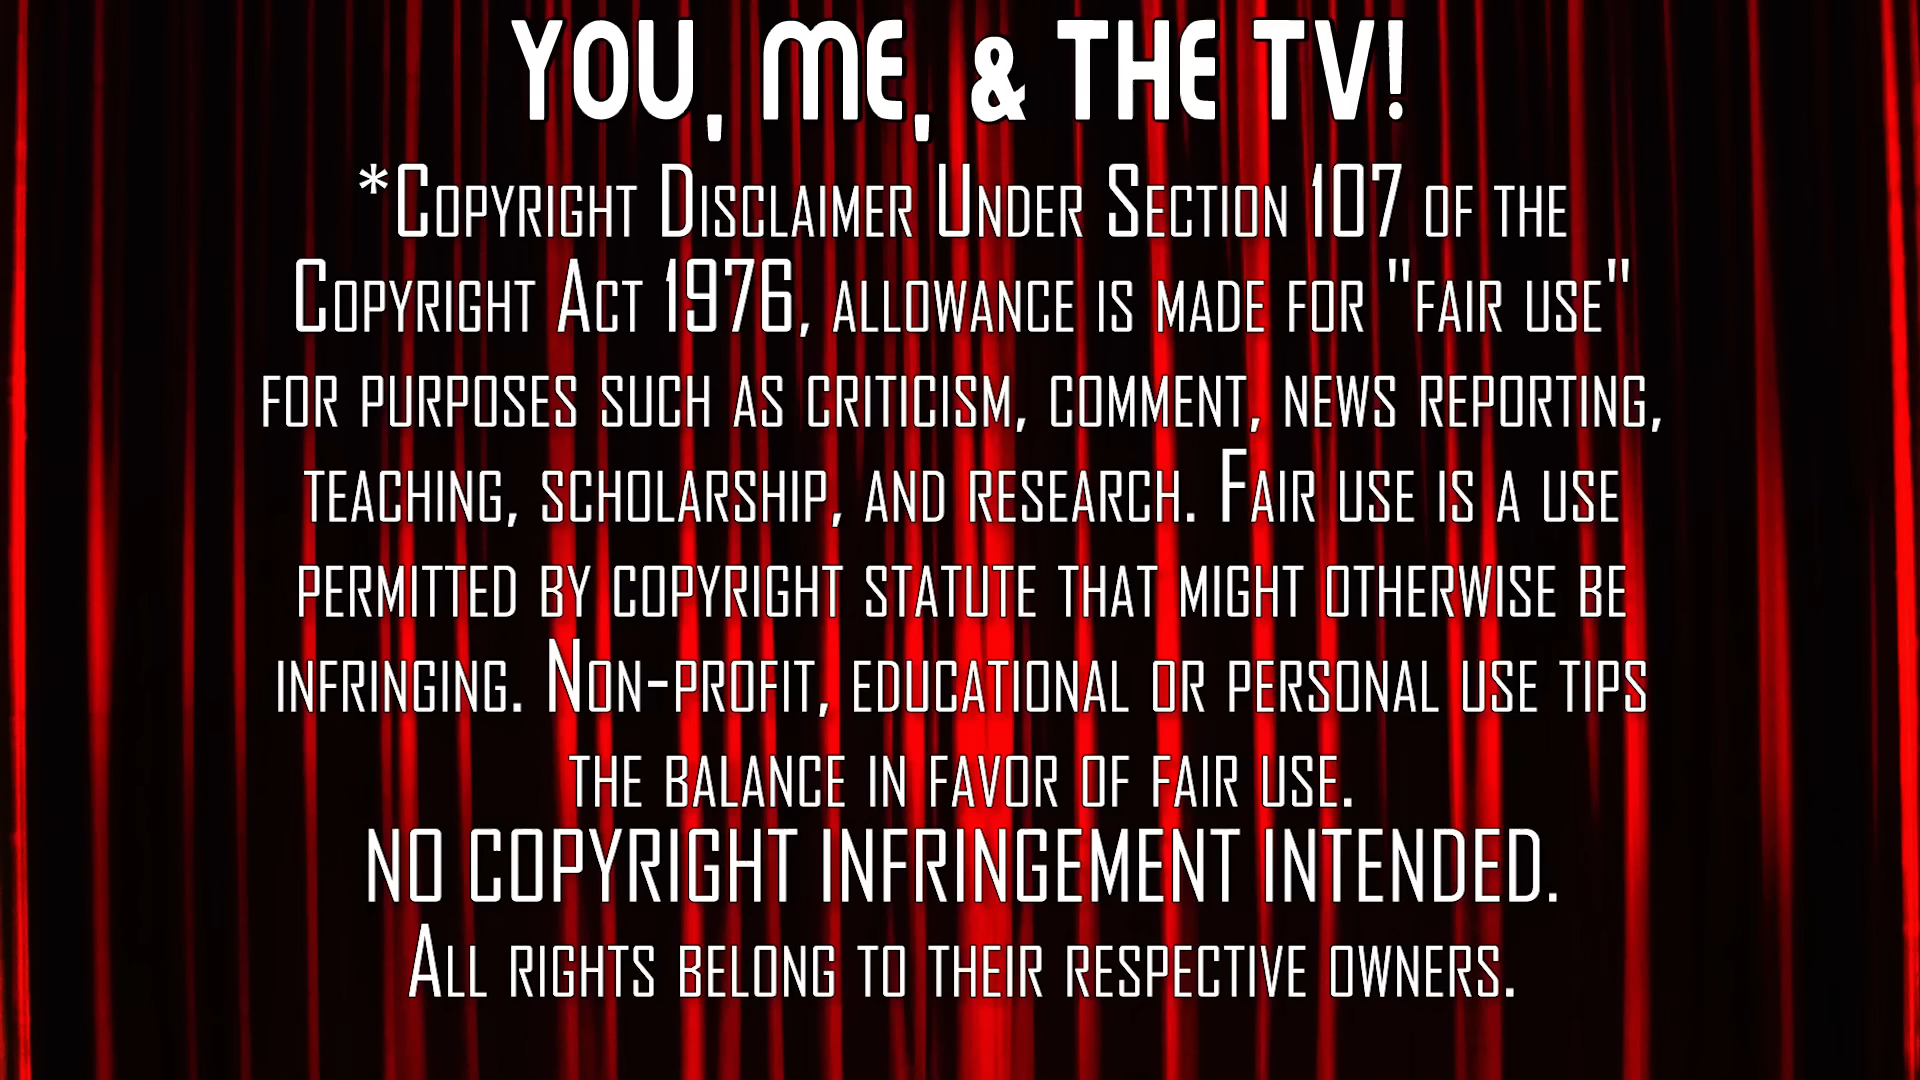 YOU, ME, & THE TV!
*Copyright Disclaimer Under Section 107 of the
Copyright Act 1976, allowance is made for "fair use"
for purposes such as criticism, comment, news reporting,
teaching, scholarship, and research. Fair use is a use
permitted by copyright statute that might otherwise be
infringing. Non-profit, educational or personal use tips
the balance in favor of fair use.
NO COPYRIGHT INFRINGEMENT INTENDED.
All rights belong to their respective owners.